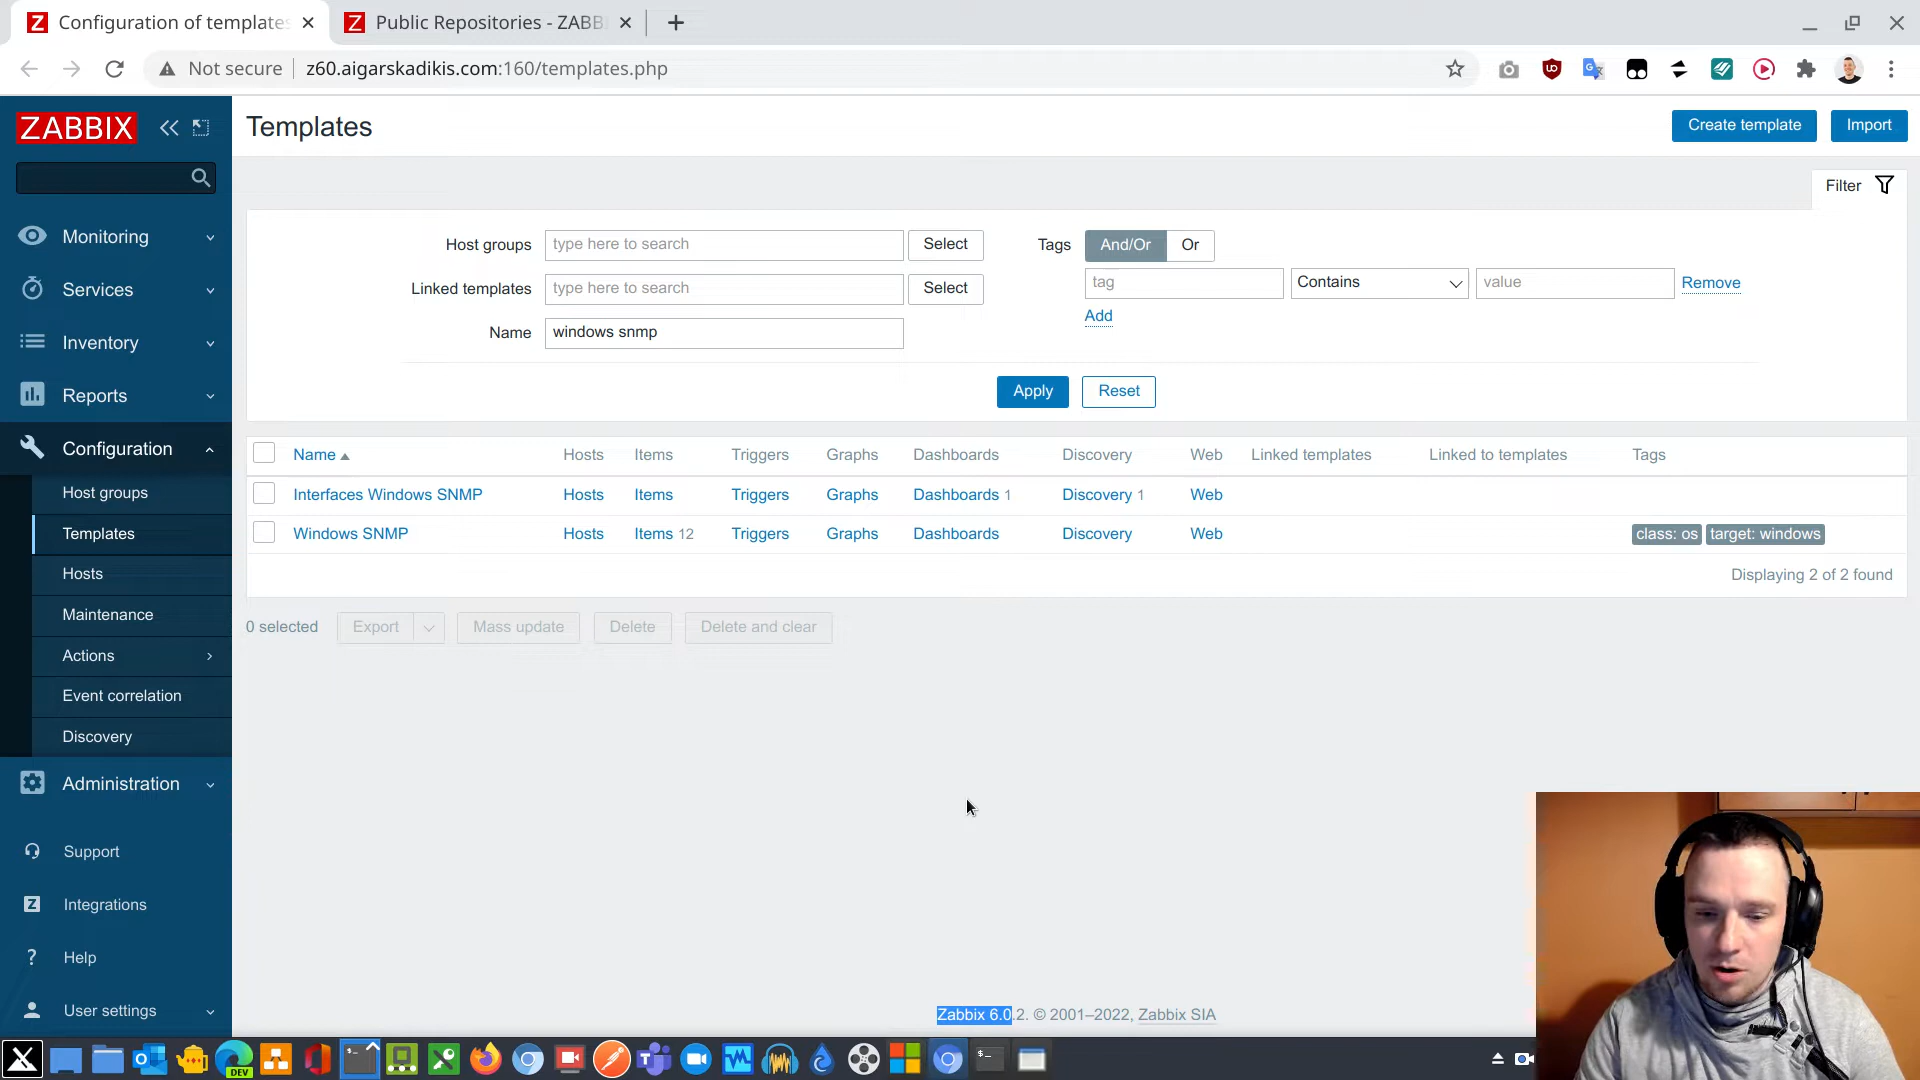 Configuration of templates
Public Repositories - ZABB
Not secure
z60.aigarskadikis.com:160/templates.php
ZABBIX
Templates
Create template
Import
Filter
Monitoring
Services
Inventory
Reports
Configuration
Host groups
Templates
Hosts
Maintenance
Actions
Event correlation
Discovery
Administration
Support
Integrations
Help
User settings
Host groups
type here to search
Select
Linked templates
type here to search
Select
Name
windows snmp
Tags
And/Or
Or
tag
Contains
value
Remove
Add
Apply
Reset
Name Hosts Items Triggers Graphs Dashboards Discovery Web Linked templates Linked to templates Tags
Interfaces Windows SNMP Hosts Items Triggers Graphs Dashboards 1 Discovery 1 Web
Windows SNMP Hosts Items 12 Triggers Graphs Dashboards Discovery Web class: os target: windows
Displaying 2 of 2 found
0 selected
Export
Mass update
Delete
Delete and clear
Zabbix 6.0.2. © 2001–2022, Zabbix SIA
DEV